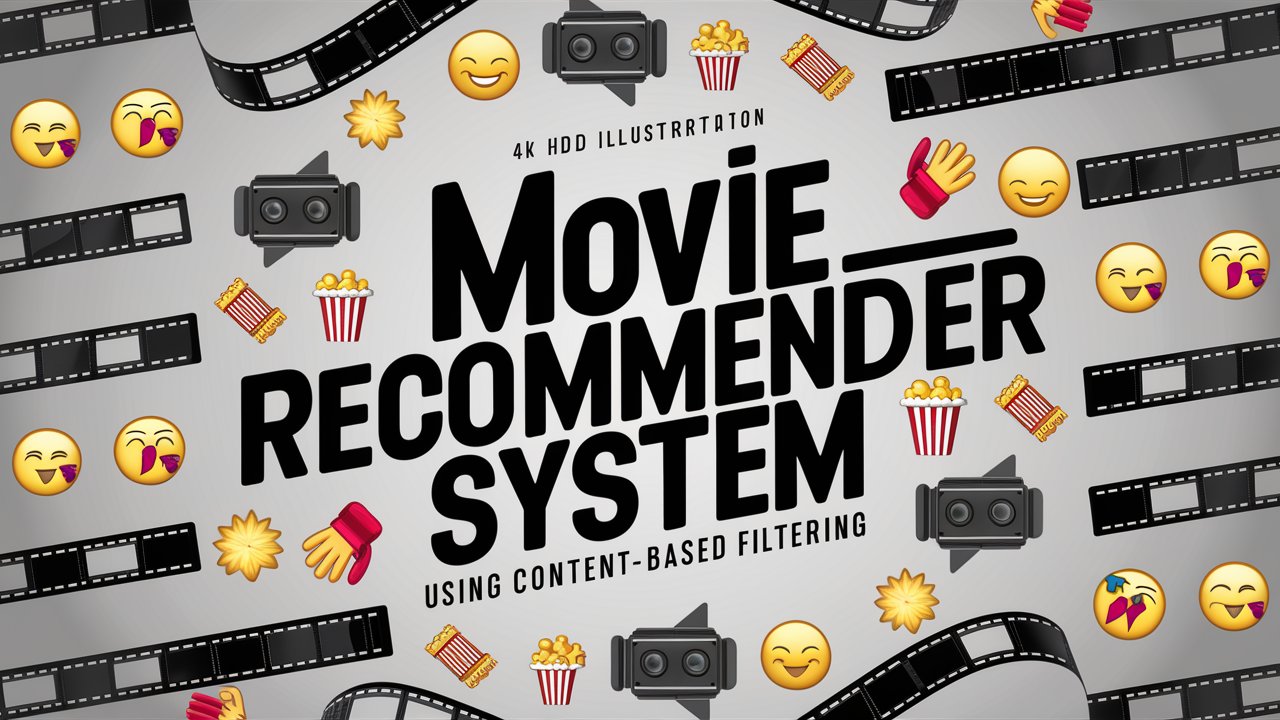 4K HDD ILLUSTRRTATON
MOVIE
RECOMMENDER
SYSTEM
USING CONTENT-BASED FILTERING